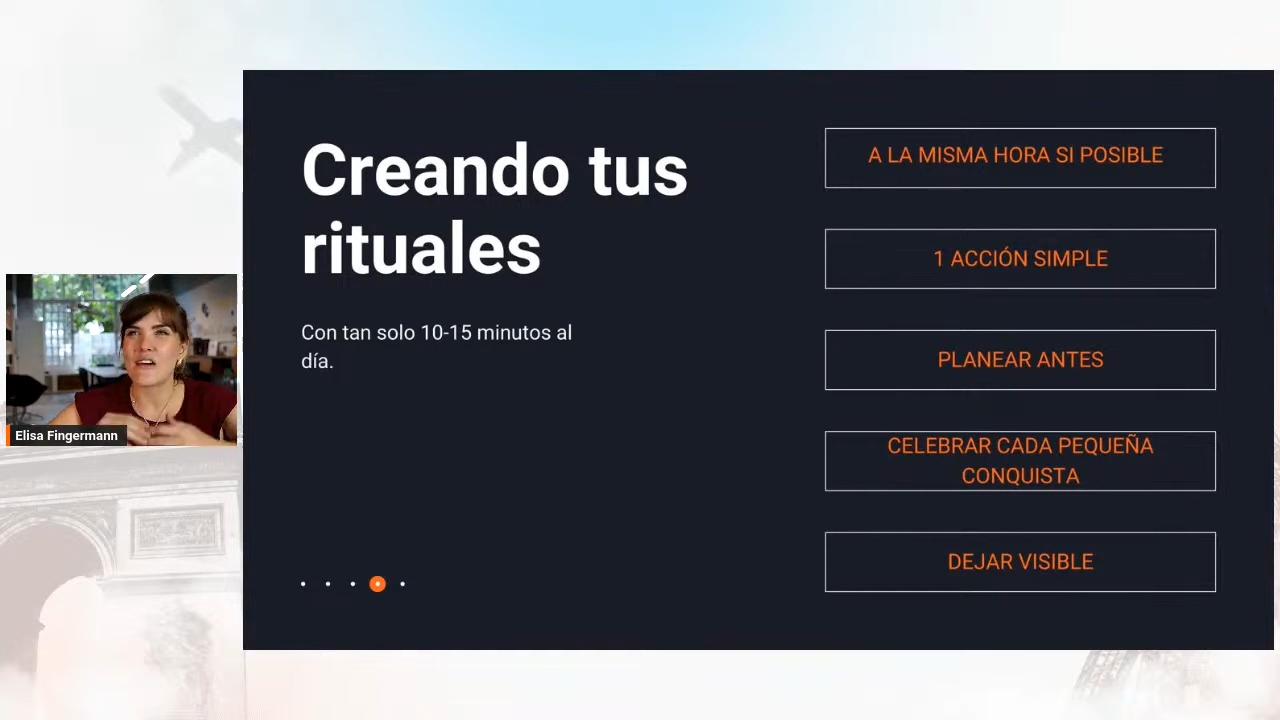 Creando tus
rituales
Con tan solo 10-15 minutos al
día.
A LA MISMA HORA SI POSIBLE
1 ACCIÓN SIMPLE
PLANEAR ANTES
CELEBRAR CADA PEQUEÑA
CONQUISTA
DEJAR VISIBLE
Elisa Fingermann